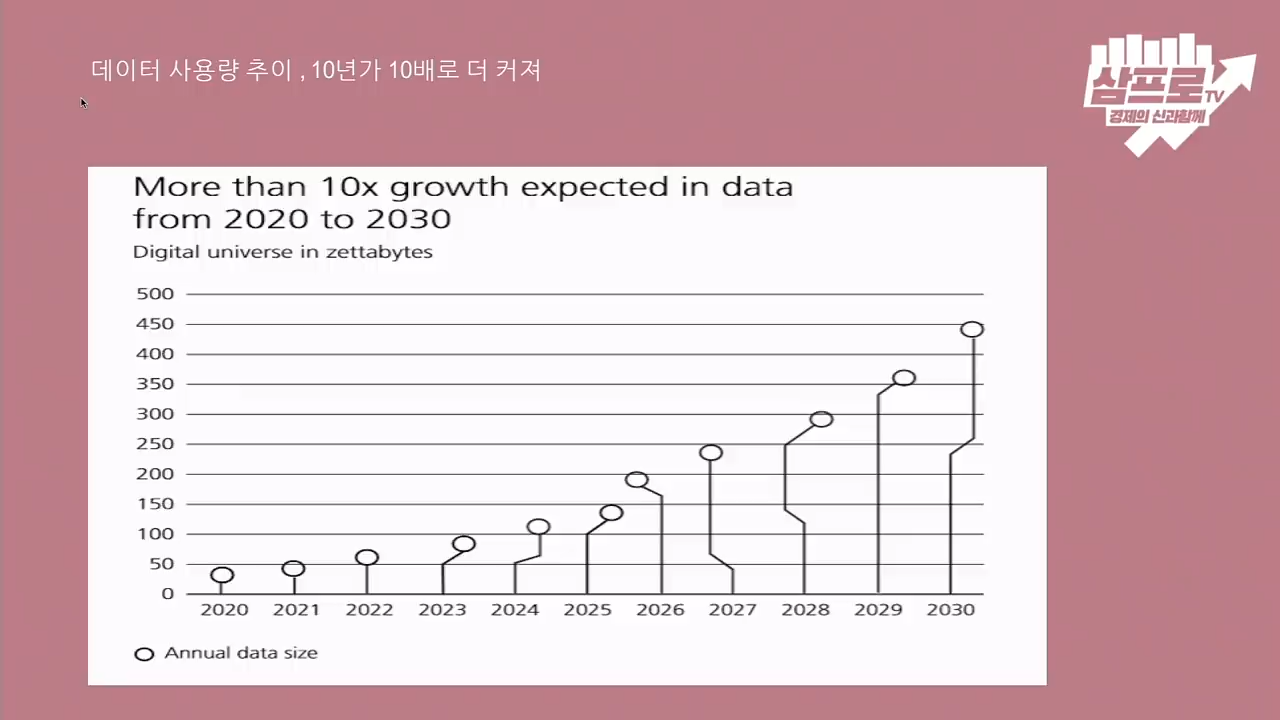 데이터 사용량 추이 , 10년가 10배로 더 커져
삼프로TV
경제의 신과함께
More than 10x growth expected in data
from 2020 to 2030
Digital universe in zettabytes
500
450
400
350
300
250
200
150
100
50
0
2020 2021 2022 2023 2024 2025 2026 2027 2028 2029 2030
Annual data size